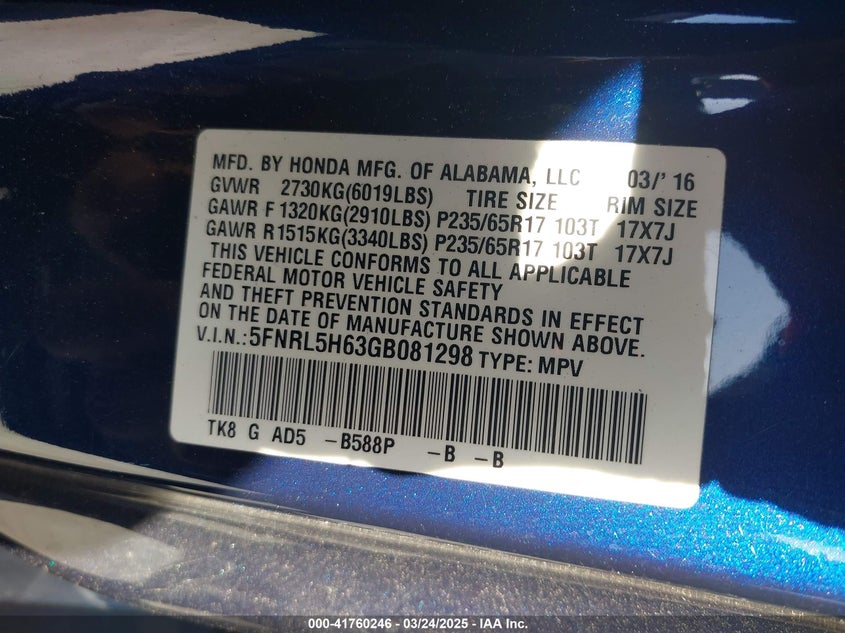 MFD. BY HONDA MFG. OF ALABAMA, LLC 03/' 16
GVWR 2730KG(6019LBS) TIRE SIZE RIM SIZE
GAWR F 1320KG(2910LBS) P235/65R17 103T 17X7J
GAWR R1515KG(3340LBS) P235/65R17 103T 17X7J
THIS VEHICLE CONFORMS TO ALL APPLICABLE
FEDERAL MOTOR VEHICLE SAFETY
AND THEFT PREVENTION STANDARDS IN EFFECT
ON THE DATE OF MANUFACTURE SHOWN ABOVE.
V.I.N.:5FNRL5H63GB081298 TYPE: MPV
TK8 G AD5 -B588P -B -B
000-41760246 - 03/24/2025 - IAA, Inc.